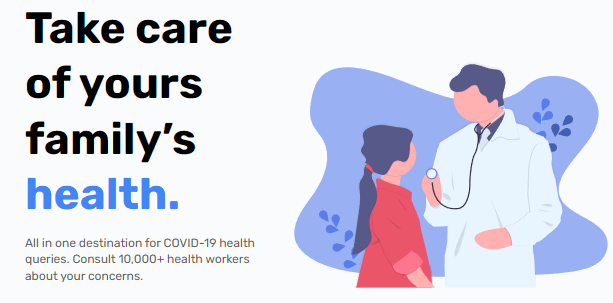 Take care
of yours
family's
health.
All in one destination for COVID-19 health
queries. Consult 10,000+ health workers
about your concerns.